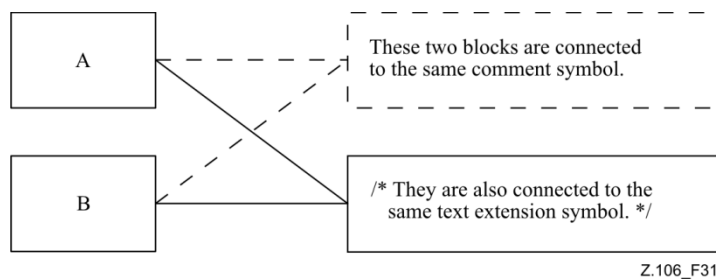 A
These two blocks are connected
to the same comment symbol.
B
/* They are also connected to the
same text extension symbol. */
Z.106_F31